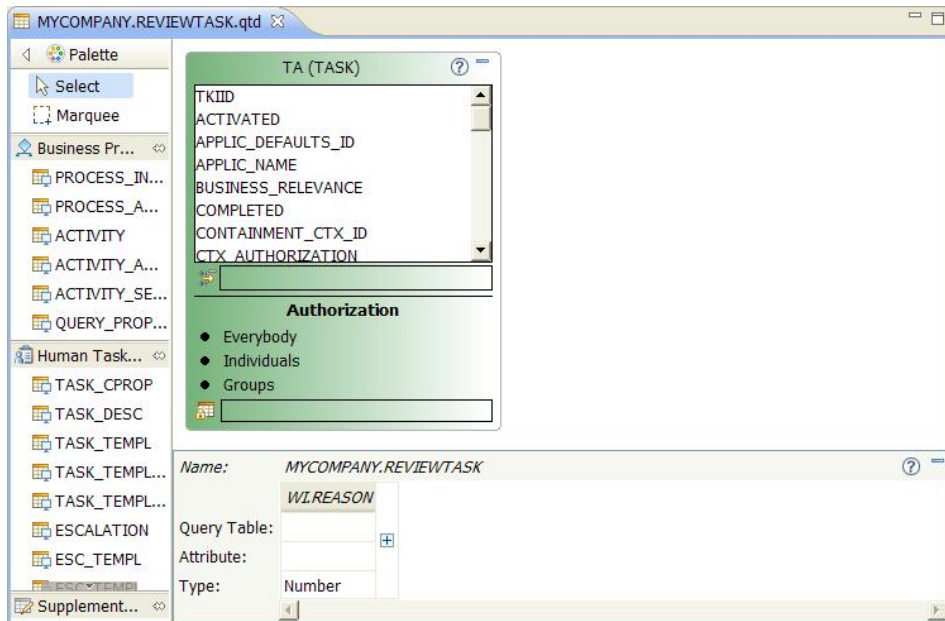 MYCOMPANY.REVIEWTASK.qtd
Palette
Select
Marquee
Business Pr...
PROCESS_IN...
PROCESS_A...
ACTIVITY
ACTIVITY_A...
ACTIVITY_SE...
QUERY_PROP...
Human Task...
TASK_CPROP
TASK_DESC
TASK_TEMPL
TASK_TEMPL...
TASK_TEMPL...
ESCALATION
ESC_TEMPL
ESC_TEMPL
Supplement...
TA (TASK)
TKIID
ACTIVATED
APPLIC_DEFAULTS_ID
APPLIC_NAME
BUSINESS_RELEVANCE
COMPLETED
CONTAINMENT_CTX_ID
CTX_AUTHORIZATION
Authorization
Everybody
Individuals
Groups
Name: MYCOMPANY.REVIEWTASK
WI.REASON
Query Table:
Attribute:
Type: Number